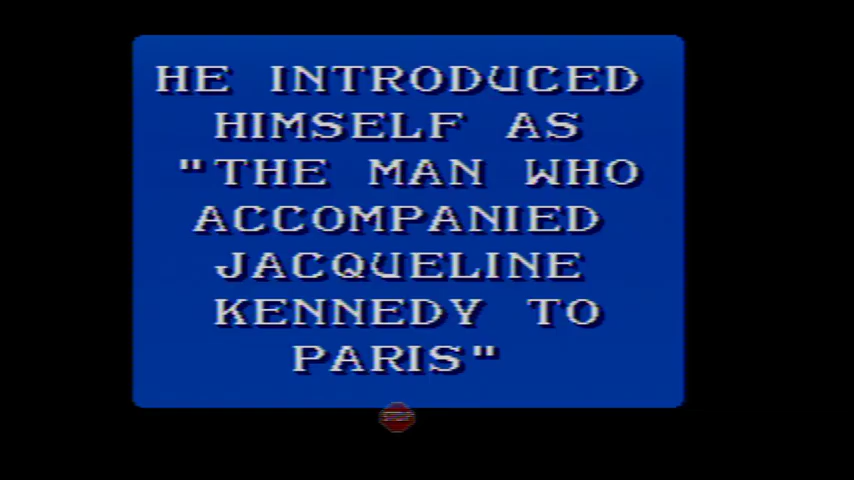 HE INTRODUCED
HIMSELF AS
"THE MAN WHO
ACCOMPANIED
JACQUELINE
KENNEDY TO
PARIS"